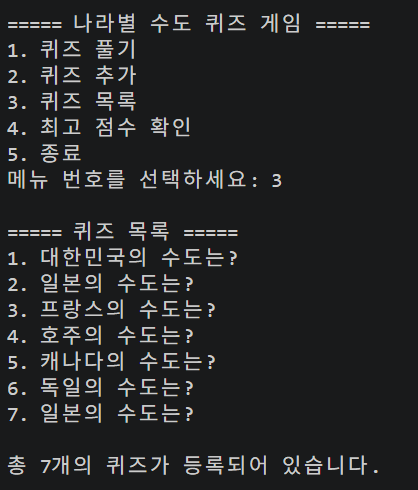 ===== 나라별 수도 퀴즈 게임 =====
1. 퀴즈 풀기
2. 퀴즈 추가
3. 퀴즈 목록
4. 최고 점수 확인
5. 종료
메뉴 번호를 선택하세요: 3
===== 퀴즈 목록 =====
1. 대한민국의 수도는?
2. 일본의 수도는?
3. 프랑스의 수도는?
4. 호주의 수도는?
5. 캐나다의 수도는?
6. 독일의 수도는?
7. 일본의 수도는?
총 7개의 퀴즈가 등록되어 있습니다.